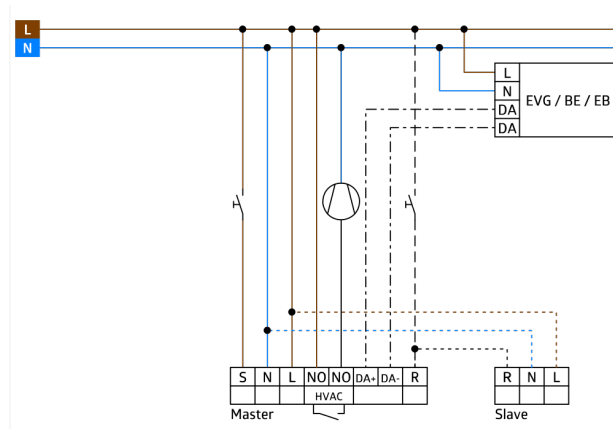 L
N
L
N
DA
DA
EVG / BE / EB
S N L NO NO DA+ DA- R
HVAC
Master
R N L
Slave